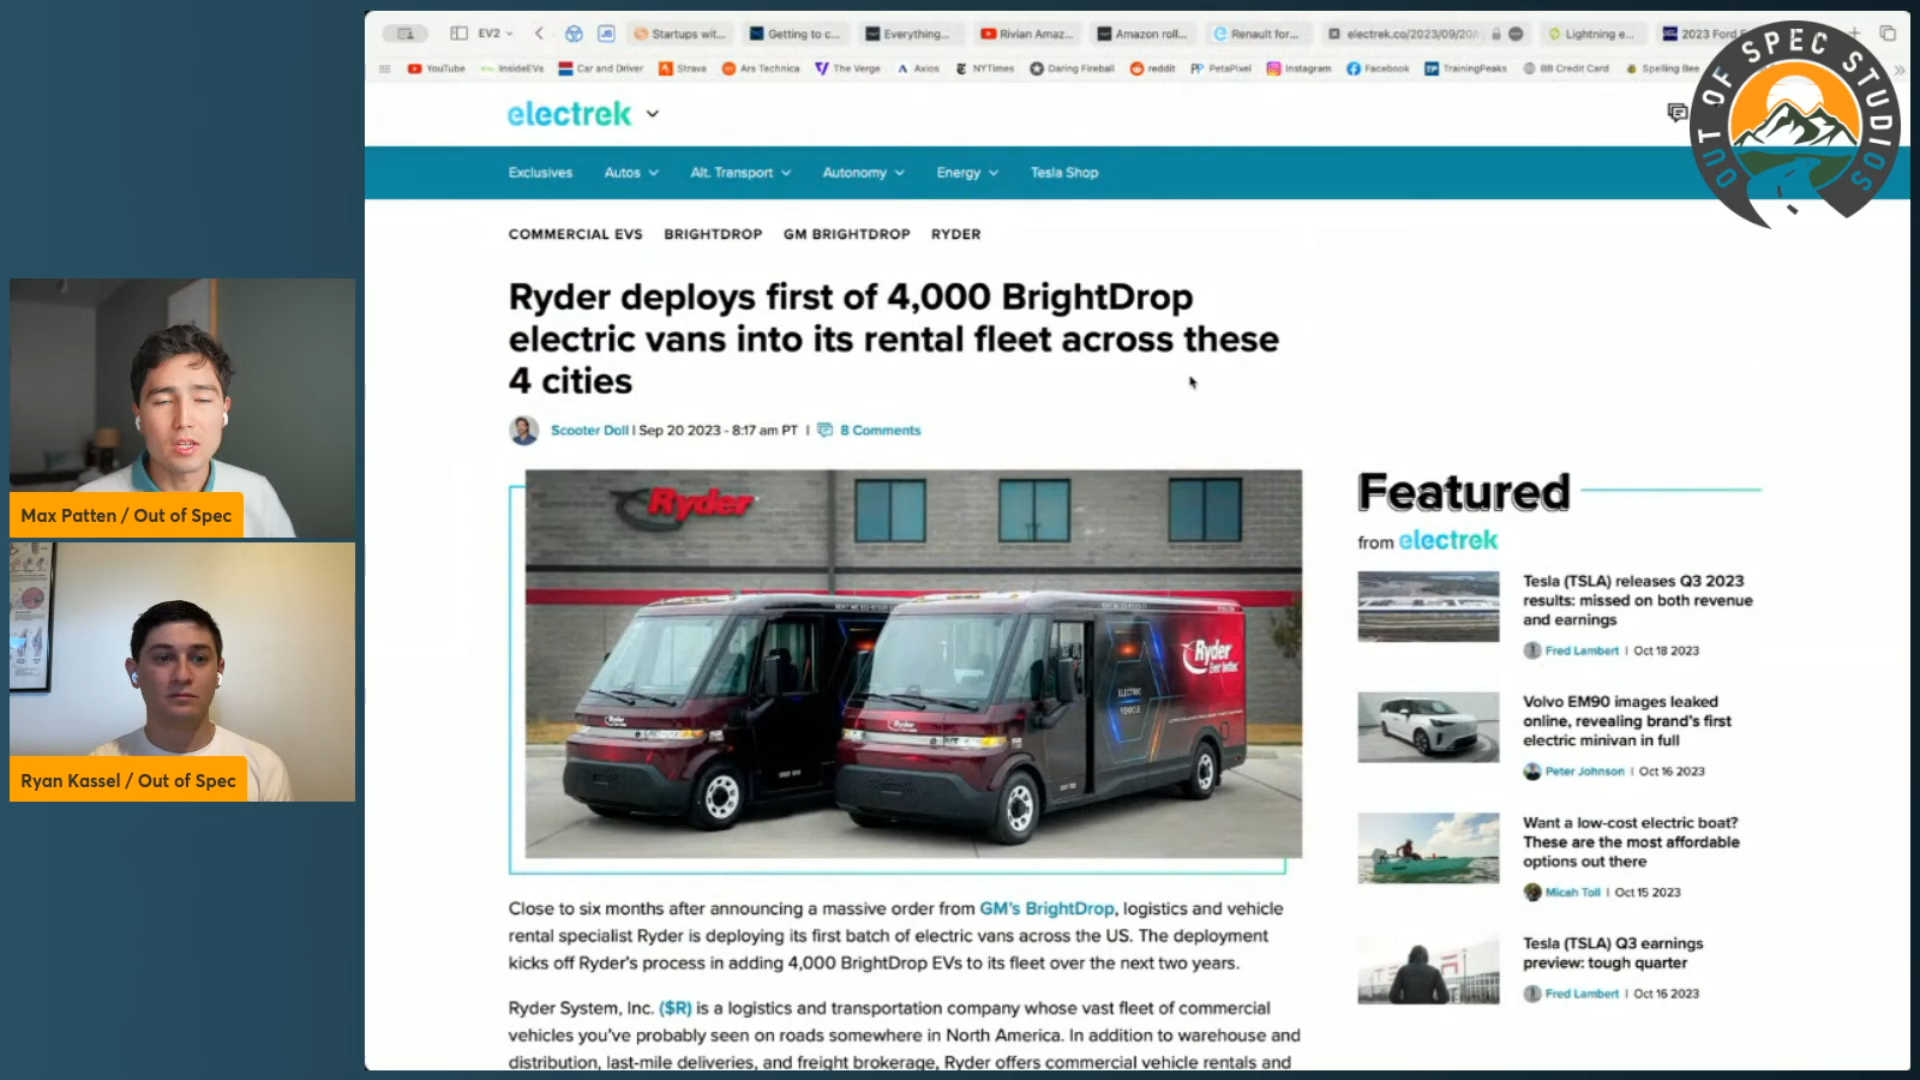 EV2
Startups wit...
Getting to c...
Everything...
Rivian Amaz...
Amazon roll...
Renault for...
electrek.co/2023/09/20/
Lightning e...
2023 Ford
YouTube
InsideEVs
Car and Driver
Strava
Ars Technica
The Verge
Axios
NYTimes
Daring Fireball
reddit
PetaPixel
Instagram
Facebook
TrainingPeaks
BB Credit Card
Spelling Bee
OUT OF SPEC STUDIOS
electrek
Exclusives
Autos
Alt. Transport
Autonomy
Energy
Tesla Shop
COMMERCIAL EVS BRIGHTDROP GM BRIGHTDROP RYDER
Ryder deploys first of 4,000 BrightDrop
electric vans into its rental fleet across these
4 cities
Scooter Doll | Sep 20 2023 - 8:17 am PT | 8 Comments
Ryder
Ryder
Ryder
Ryder
Ever better.
ELECTRIC
VEHICLE
Close to six months after announcing a massive order from GM's BrightDrop, logistics and vehicle
rental specialist Ryder is deploying its first batch of electric vans across the US. The deployment
kicks off Ryder's process in adding 4,000 BrightDrop EVs to its fleet over the next two years.
Ryder System, Inc. ($R) is a logistics and transportation company whose vast fleet of commercial
vehicles you've probably seen on roads somewhere in North America. In addition to warehouse and
distribution, last-mile deliveries, and freight brokerage, Ryder offers commercial vehicle rentals and
Featured
from electrek
Tesla (TSLA) releases Q3 2023
results: missed on both revenue
and earnings
Fred Lambert | Oct 18 2023
Volvo EM90 images leaked
online, revealing brand's first
electric minivan in full
Peter Johnson | Oct 16 2023
Want a low-cost electric boat?
These are the most affordable
options out there
Micah Toll | Oct 15 2023
Tesla (TSLA) Q3 earnings
preview: tough quarter
Fred Lambert | Oct 16 2023
Max Patten / Out of Spec
Ryan Kassel / Out of Spec